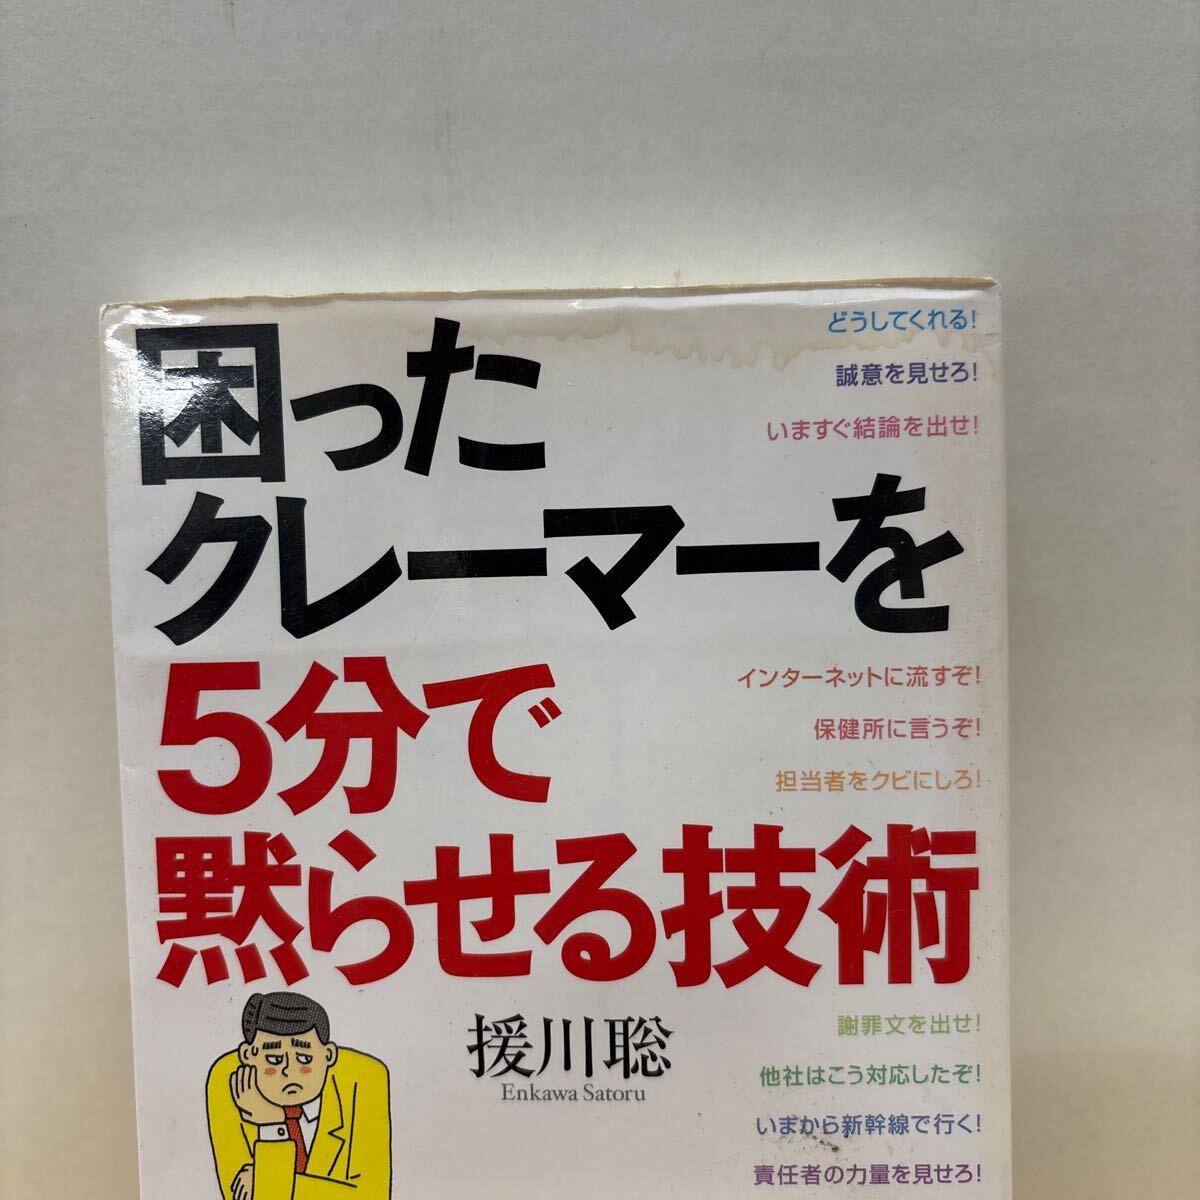 困った
クレーマーを
5分で
黙らせる技術
援川聡
Enkawa Satoru
どうしてくれる!
誠意を見せろ!
いますぐ結論を出せ!
インターネットに流すぞ!
保健所に言うぞ!
担当者をクビにしろ!
謝罪文を出せ!
他社はこう対応したぞ!
いまから新幹線で行く!
責任者の力量を見せろ!